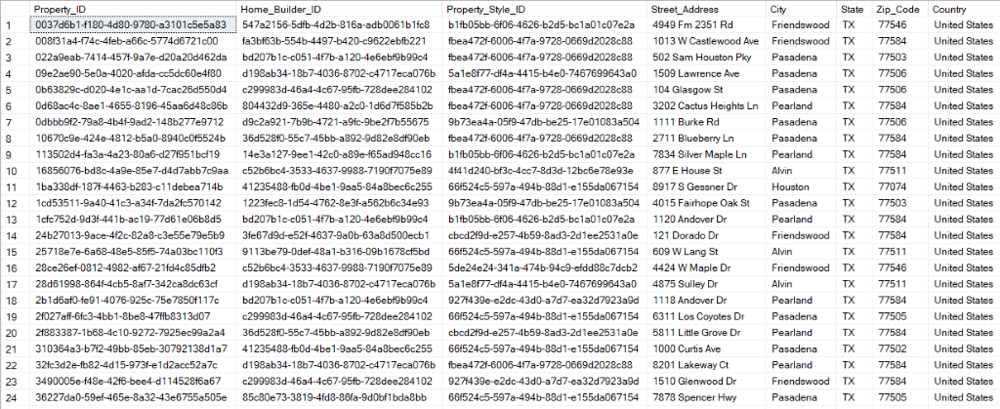 Property_ID Home_Builder_ID Property_Style_ID Street_Address City State Zip_Code Country
1 0037d6b1-f180-4d80-9780-a3101c5e5a83 547a2156-5dfb-4d2b-816a-adb0061b1fc8 b1fb05bb-6f06-4626-b2d5-bc1a01c07e2a 4949 Fm 2351 Rd Friendswood TX 77546 United States
2 008f31a4-f74c-4feb-a66c-5774d6721c00 fa3bf63b-554b-4497-b420-c9622ebfb221 fbea472f-6006-4f7a-9728-0669d2028c88 1013 W Castlewood Ave Friendswood TX 77584 United States
3 022a9eab-7414-457f-9a7e-d20a20d462da bd207b1c-c051-4f7b-a120-4e6ebf9b99c4 fbea472f-6006-4f7a-9728-0669d2028c88 502 Sam Houston Pky Pasadena TX 77503 United States
4 09e2ae90-5e0a-4020-afda-cc5dc60e4f80 d198ab34-18b7-4036-8702-c4717eca076b 5a1e8f77-df4a-4415-b4e0-7467699643a0 1509 Lawrence Ave Pasadena TX 77506 United States
5 0b63829c-d020-4e1c-aa1d-7cac26d550d4 c299983d-46a4-4c67-95fb-728dee284102 fbea472f-6006-4f7a-9728-0669d2028c88 104 Glasgow St Pasadena TX 77506 United States
6 0d68ac4c-8ae1-4655-8196-45aa6d48c86b 804432d9-365e-4480-a2c0-1d6d7f585b2b fbea472f-6006-4f7a-9728-0669d2028c88 3202 Cactus Heights Ln Pearland TX 77584 United States
7 0dbbb9f2-79a8-4b4f-9ad2-148b277e9712 d9c2a921-7b9b-4721-a9fc-9be2f7b55675 9b73ea4a-05f9-47db-be25-17e01083a504 1111 Burke Rd Pasadena TX 77506 United States
8 10670c9e-424e-4812-b5a0-8940c0f5524b 36d528f0-55c7-45bb-a892-9d82e8df90eb fbea472f-6006-4f7a-9728-0669d2028c88 2711 Blueberry Ln Pasadena TX 77584 United States
9 113502d4-fa3a-4a23-80a6-d27f951bcf19 14e3a127-9ee1-42c0-a89e-f65ad948cc16 b1fb05bb-6f06-4626-b2d5-bc1a01c07e2a 7834 Silver Maple Ln Pearland TX 77584 United States
10 16856076-bd8c-4a9e-85e7-d4d7abb7c9aa c52b6bc4-3533-4637-9988-7190f7075e89 4f41d240-bf3c-4cc7-8d3d-12bc6e78e93e 877 E House St Alvin TX 77511 United States
11 1ba338df-187f-4463-b283-c11debea714b 41235488-fb0d-4be1-9aa5-84a8bec6c255 66f524c5-597a-494b-88d1-e155da067154 8917 S Gessner Dr Houston TX 77074 United States
12 1cd53511-9a40-41c3-a34f-7da2fc570142 1223fec8-1d54-4762-8e3f-a562b6c34e93 9b73ea4a-05f9-47db-be25-17e01083a504 4015 Fairhope Oak St Pasadena TX 77503 United States
13 1cfc752d-9d3f-441b-ac19-77d61e06b8d5 bd207b1c-c051-4f7b-a120-4e6ebf9b99c4 b1fb05bb-6f06-4626-b2d5-bc1a01c07e2a 1120 Andover Dr Pearland TX 77584 United States
14 24b27013-9ace-4f2c-82a8-c3e55e79e5b9 3fe67d9d-e52f-4637-9a0b-63a8d500ecb1 cbcd2f9d-e257-4b59-8ad3-2d1ee2531a0e 121 Dorado Dr Friendswood TX 77584 United States
15 25718e7e-6a68-48e5-85f5-74a03bc110f3 9113be79-0def-48a1-b316-09b1678cf5bd 66f524c5-597a-494b-88d1-e155da067154 609 W Lang St Alvin TX 77511 United States
16 28ce26ef-0812-4982-af67-21fd4c85dfb2 c52b6bc4-3533-4637-9988-7190f7075e89 5de24e24-341a-474b-94c9-efdd88c7dcb2 4424 W Maple Dr Friendswood TX 77546 United States
17 28d61998-864f-4cb5-8af7-342ca8dc63cf d198ab34-18b7-4036-8702-c4717eca076b 5a1e8f77-df4a-4415-b4e0-7467699643a0 4875 Sulley Dr Alvin TX 77511 United States
18 2b1d6af0-fe91-4076-925c-75e7850f117c bd207b1c-c051-4f7b-a120-4e6ebf9b99c4 927f439e-e2dc-43d0-a7d7-ea32d7923a9d 1118 Andover Dr Pearland TX 77584 United States
19 2f027aff-6fc3-4bb1-8be8-47ffb8313d07 c299983d-46a4-4c67-95fb-728dee284102 66f524c5-597a-494b-88d1-e155da067154 6311 Los Coyotes Dr Pasadena TX 77505 United States
20 2f883387-1b68-4c10-9272-7925ec99a2a4 36d528f0-55c7-45bb-a892-9d82e8df90eb cbcd2f9d-e257-4b59-8ad3-2d1ee2531a0e 5811 Little Grove Dr Pearland TX 77584 United States
21 310364a3-b7f2-49bb-85eb-30792138d1a7 41235488-fb0d-4be1-9aa5-84a8bec6c255 66f524c5-597a-494b-88d1-e155da067154 1000 Curtis Ave Pasadena TX 77502 United States
22 32fc3d2e-fb82-4d15-973f-e1d2acc52a7c d198ab34-18b7-4036-8702-c4717eca076b fbea472f-6006-4f7a-9728-0669d2028c88 8201 Lakeway Ct Pearland TX 77584 United States
23 3490005e-f48e-42f6-bee4-d114528f6a67 c299983d-46a4-4c67-95fb-728dee284102 927f439e-e2dc-43d0-a7d7-ea32d7923a9d 1510 Glenwood Dr Friendswood TX 77546 United States
24 36227da0-59ef-465e-8a32-43e6755a505e 85c80e73-3819-4fd8-86fa-9d0bf1bda8bb 66f524c5-597a-494b-88d1-e155da067154 7878 Spencer Hwy Pasadena TX 77505 United States